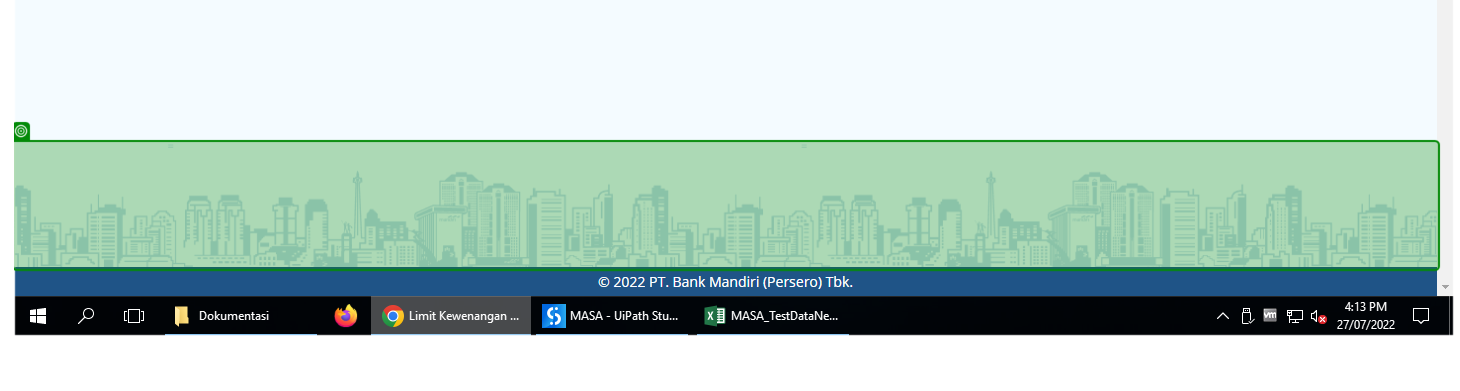 © 2022 PT. Bank Mandiri (Persero) Tbk.
Dokumentasi
Limit Kewenangan ...
MASA - UiPath Stu...
MASA_TestDataNe...
vm
4:13 PM
27/07/2022